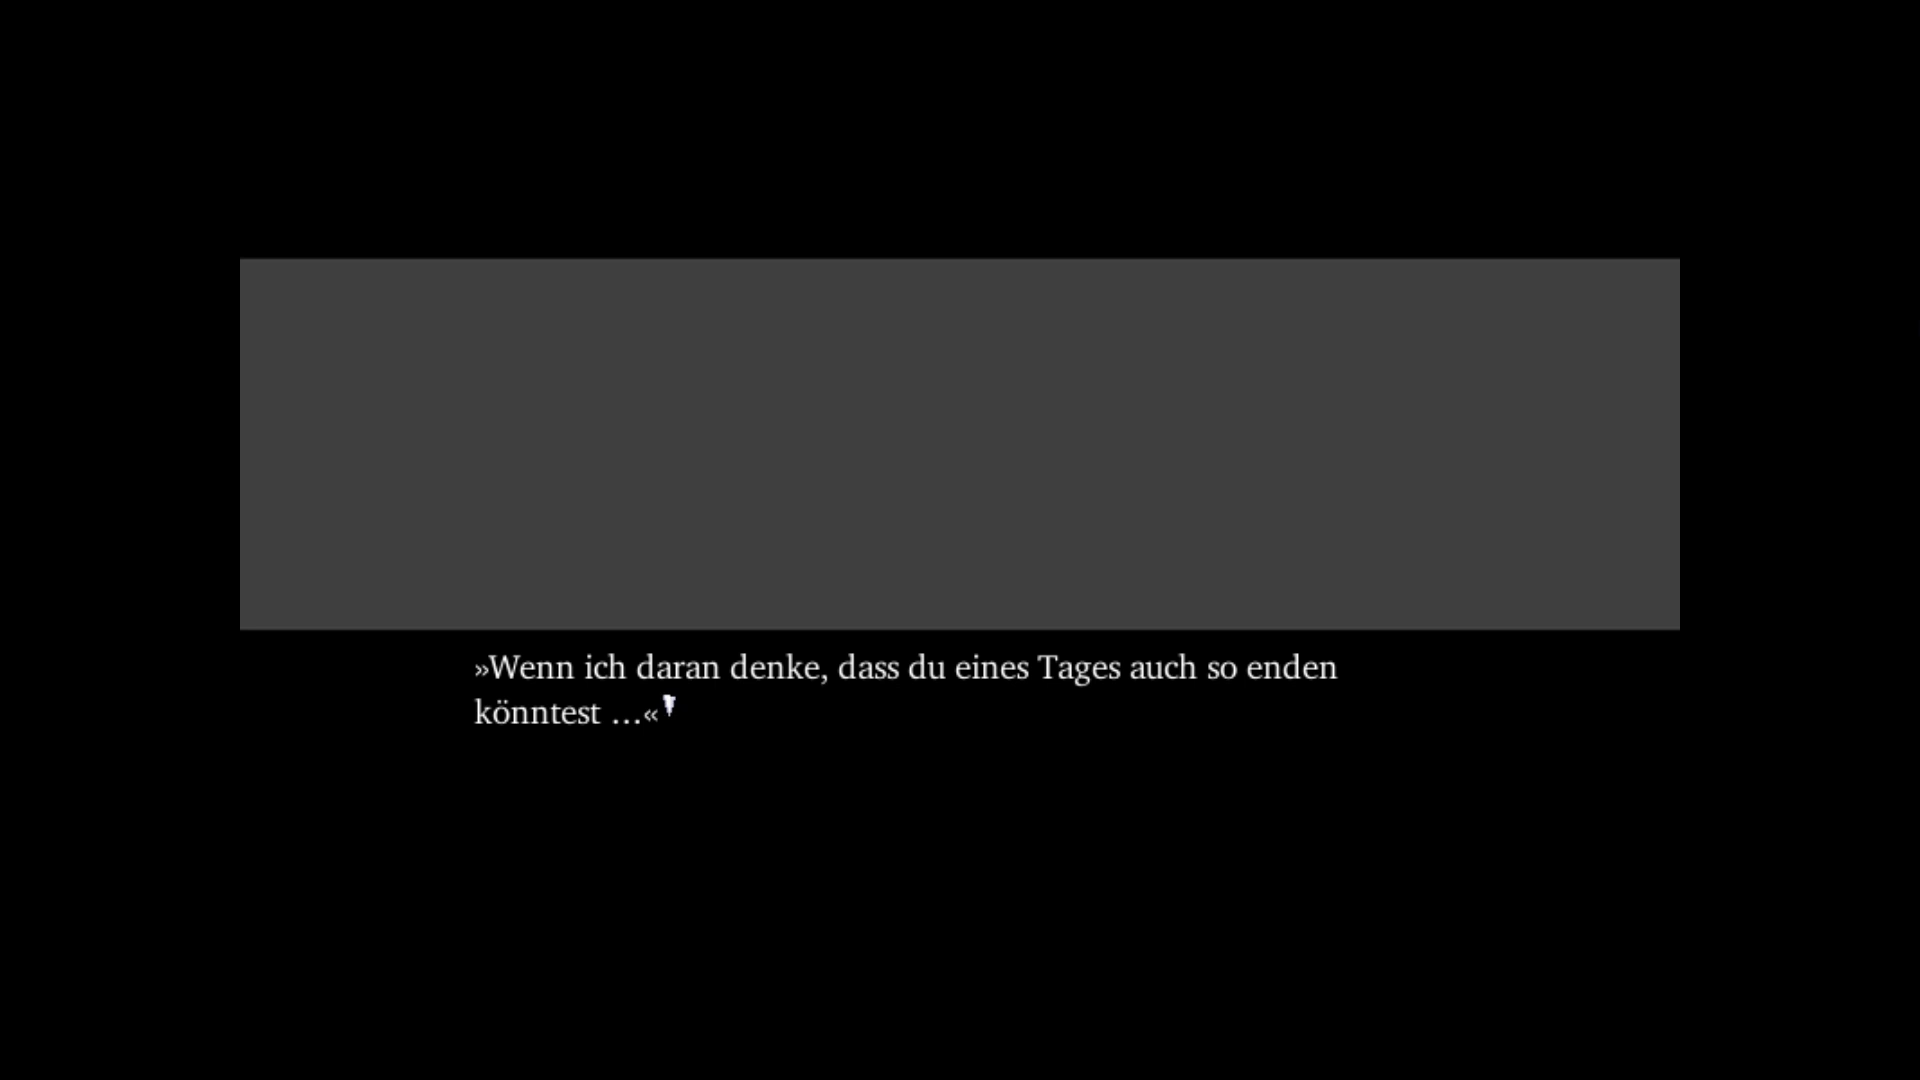 »Wenn ich daran denke, dass du eines Tages auch so enden
könntest …«